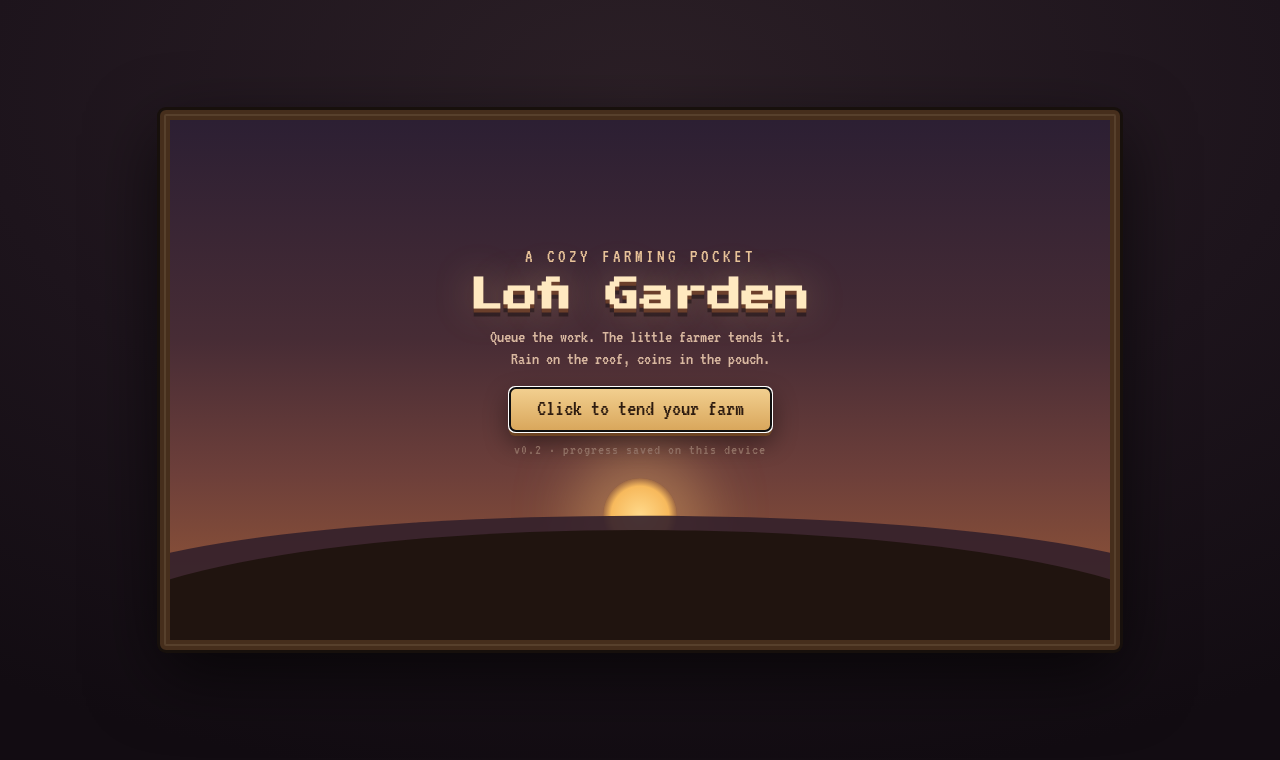 A COZY FARMING POCKET
Lofi Garden
Queue the work. The little farmer tends it.
Rain on the roof, coins in the pouch.
Click to tend your farm
v0.2 · progress saved on this device